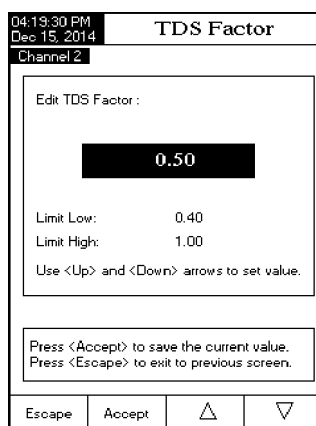 04:19:30 PM
Dec 15, 2014
TDS Factor
Channel 2
Edit TDS Factor :
0.50
Limit Low: 0.40
Limit High: 1.00
Use <Up> and <Down> arrows to set value.
Press <Accept> to save the current value.
Press <Escape> to exit to previous screen.
Escape Accept △ ▽